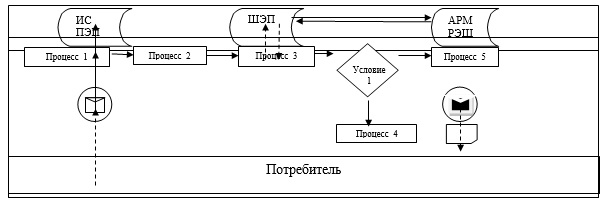 ИС
ПЭП
ШЭП
АРМ
РЭШ
Процесс 1
Процесс 2
Процесс 3
Условие
1
Процесс 5
Процесс 4
Потребитель